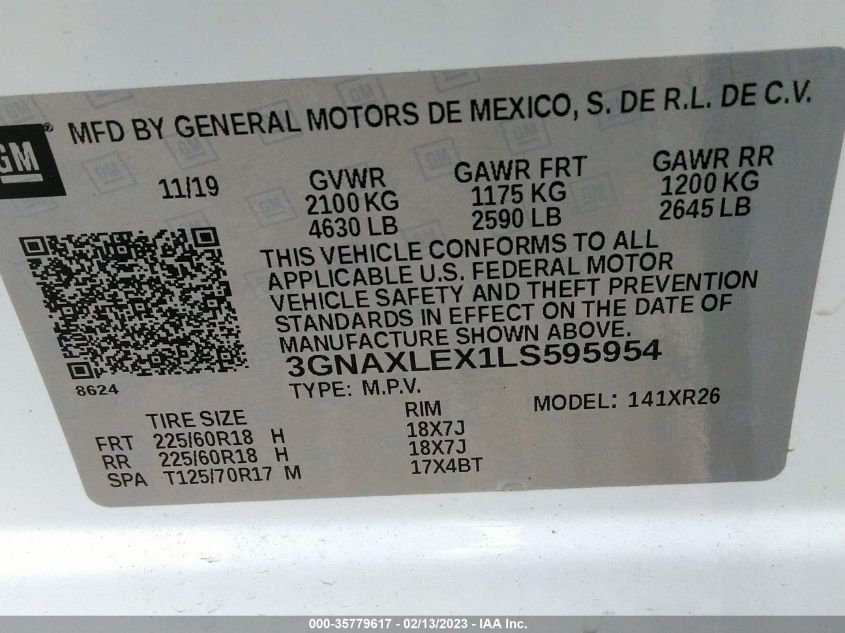 MFD BY GENERAL MOTORS DE MEXICO, S. DE R.L. DE C.V.
GM
11/19 GVWR GAWR FRT GAWR RR
2100 KG 1175 KG 1200 KG
4630 LB 2590 LB 2645 LB
THIS VEHICLE CONFORMS TO ALL
APPLICABLE U.S. FEDERAL MOTOR
VEHICLE SAFETY AND THEFT PREVENTION
STANDARDS IN EFFECT ON THE DATE OF
MANUFACTURE SHOWN ABOVE.
3GNAXLEX1LS595954
8624
TYPE: M.P.V. MODEL: 141XR26
TIRE SIZE RIM
FRT 225/60R18 H 18X7J
RR 225/60R18 H 18X7J
SPA T125/70R17 M 17X4BT
000-35779617 - 02/13/2023 - IAA Inc.